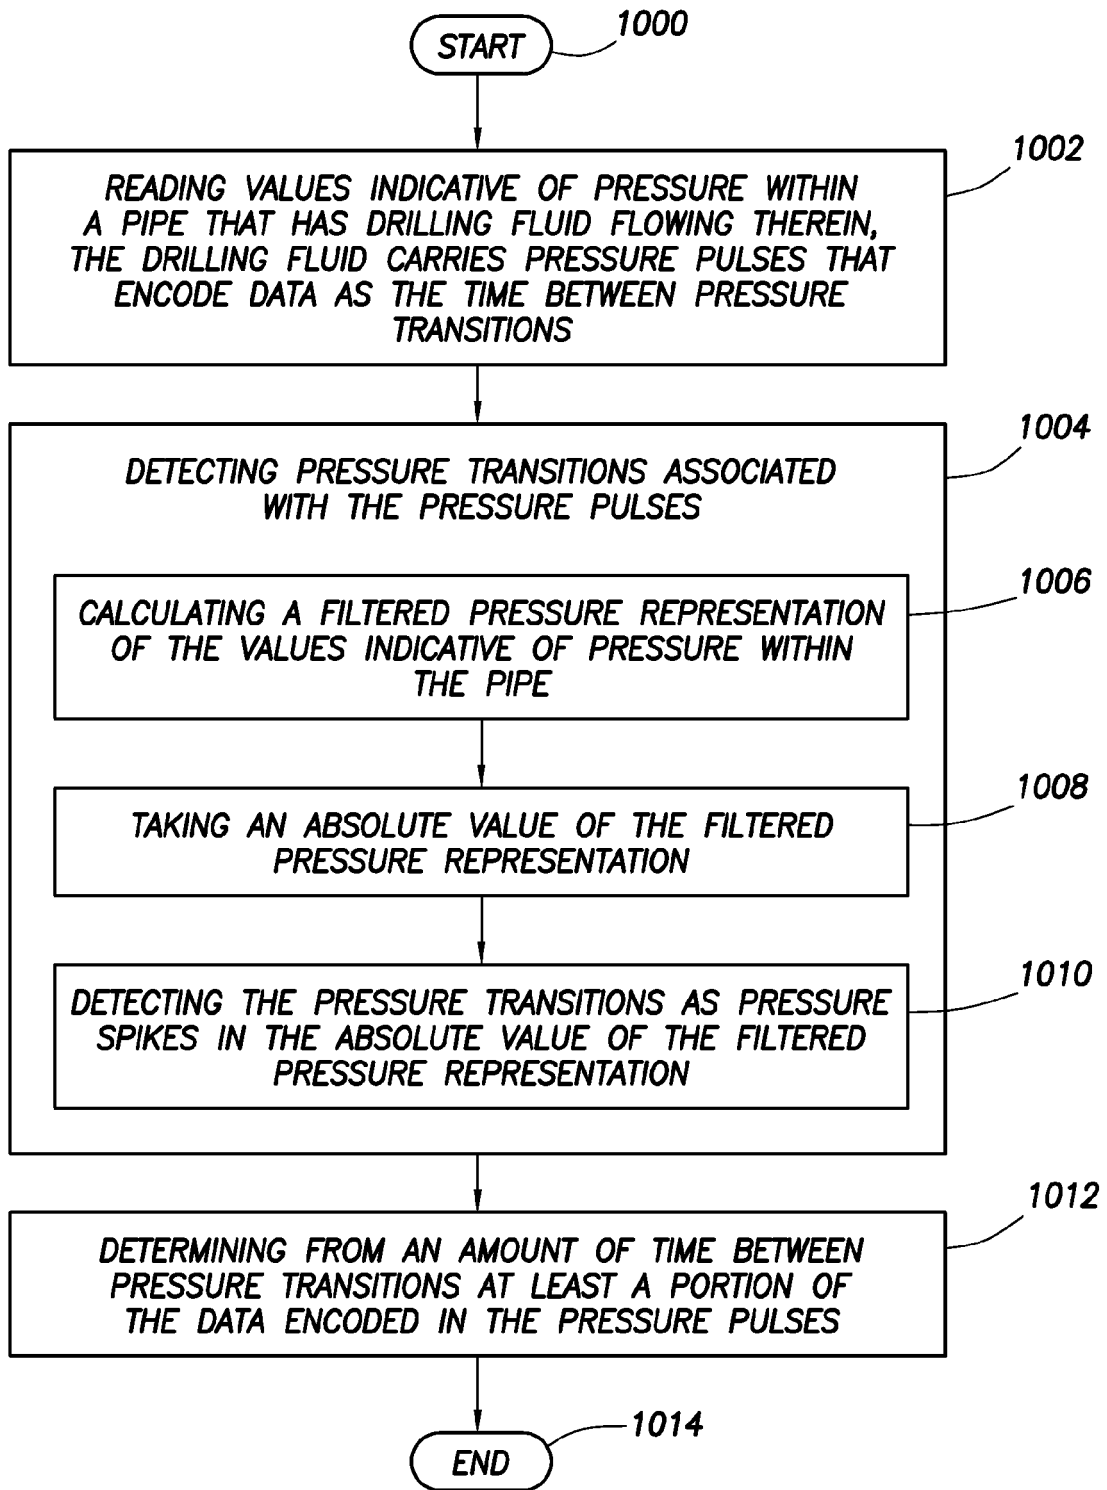 START
1000
1002
READING VALUES INDICATIVE OF PRESSURE WITHIN
A PIPE THAT HAS DRILLING FLUID FLOWING THEREIN,
THE DRILLING FLUID CARRIES PRESSURE PULSES THAT
ENCODE DATA AS THE TIME BETWEEN PRESSURE
TRANSITIONS
1004
DETECTING PRESSURE TRANSITIONS ASSOCIATED
WITH THE PRESSURE PULSES
1006
CALCULATING A FILTERED PRESSURE REPRESENTATION
OF THE VALUES INDICATIVE OF PRESSURE WITHIN
THE PIPE
1008
TAKING AN ABSOLUTE VALUE OF THE FILTERED
PRESSURE REPRESENTATION
1010
DETECTING THE PRESSURE TRANSITIONS AS PRESSURE
SPIKES IN THE ABSOLUTE VALUE OF THE FILTERED
PRESSURE REPRESENTATION
1012
DETERMINING FROM AN AMOUNT OF TIME BETWEEN
PRESSURE TRANSITIONS AT LEAST A PORTION OF
THE DATA ENCODED IN THE PRESSURE PULSES
1014
END